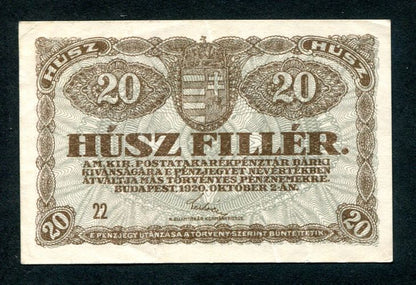 HÚSZ HÚSZ
20 20
HÚSZ FILLÉR.
A M. KIR. POSTATAKARÉKPÉNZTÁR BÁRKI
KIVÁNSÁGÁRA E PÉNZJEGYET NÉVÉRTÉKBEN
ÁTVÁLTJA MÁS TÖRVÉNYES PÉNZNEMEKRE.
BUDAPEST, 1920. OKTÓBER 2-ÁN.
22
20 20
E PÉNZJEGY UTÁNZÁSA A TÖRVÉNY SZERINT BÜNTETTETIK.